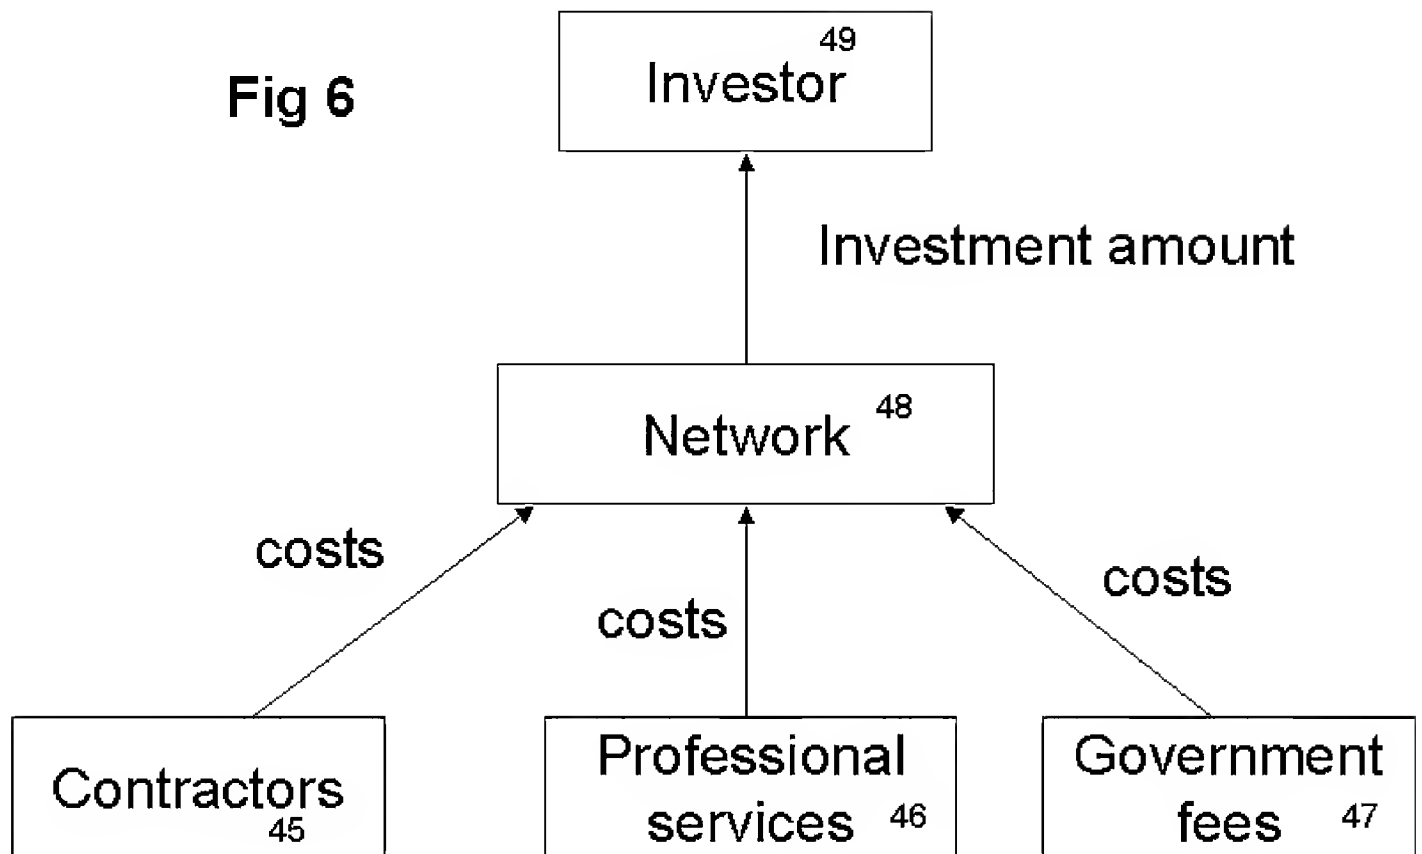 Fig 6
49
Investor
Investment amount
Network 48
costs
costs
costs
Contractors
45
Professional
services 46
Government
fees 47